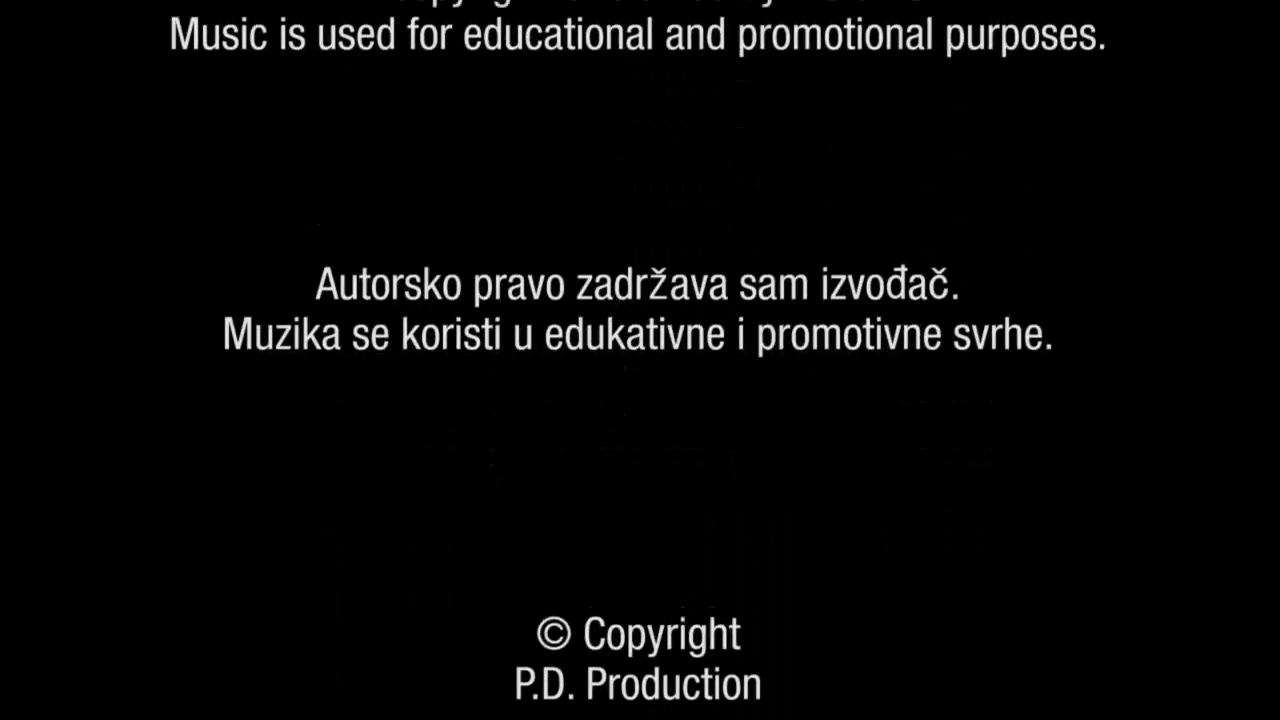 Music is used for educational and promotional purposes.
Autorsko pravo zadržava sam izvođač.
Muzika se koristi u edukativne i promotivne svrhe.
© Copyright
P.D. Production